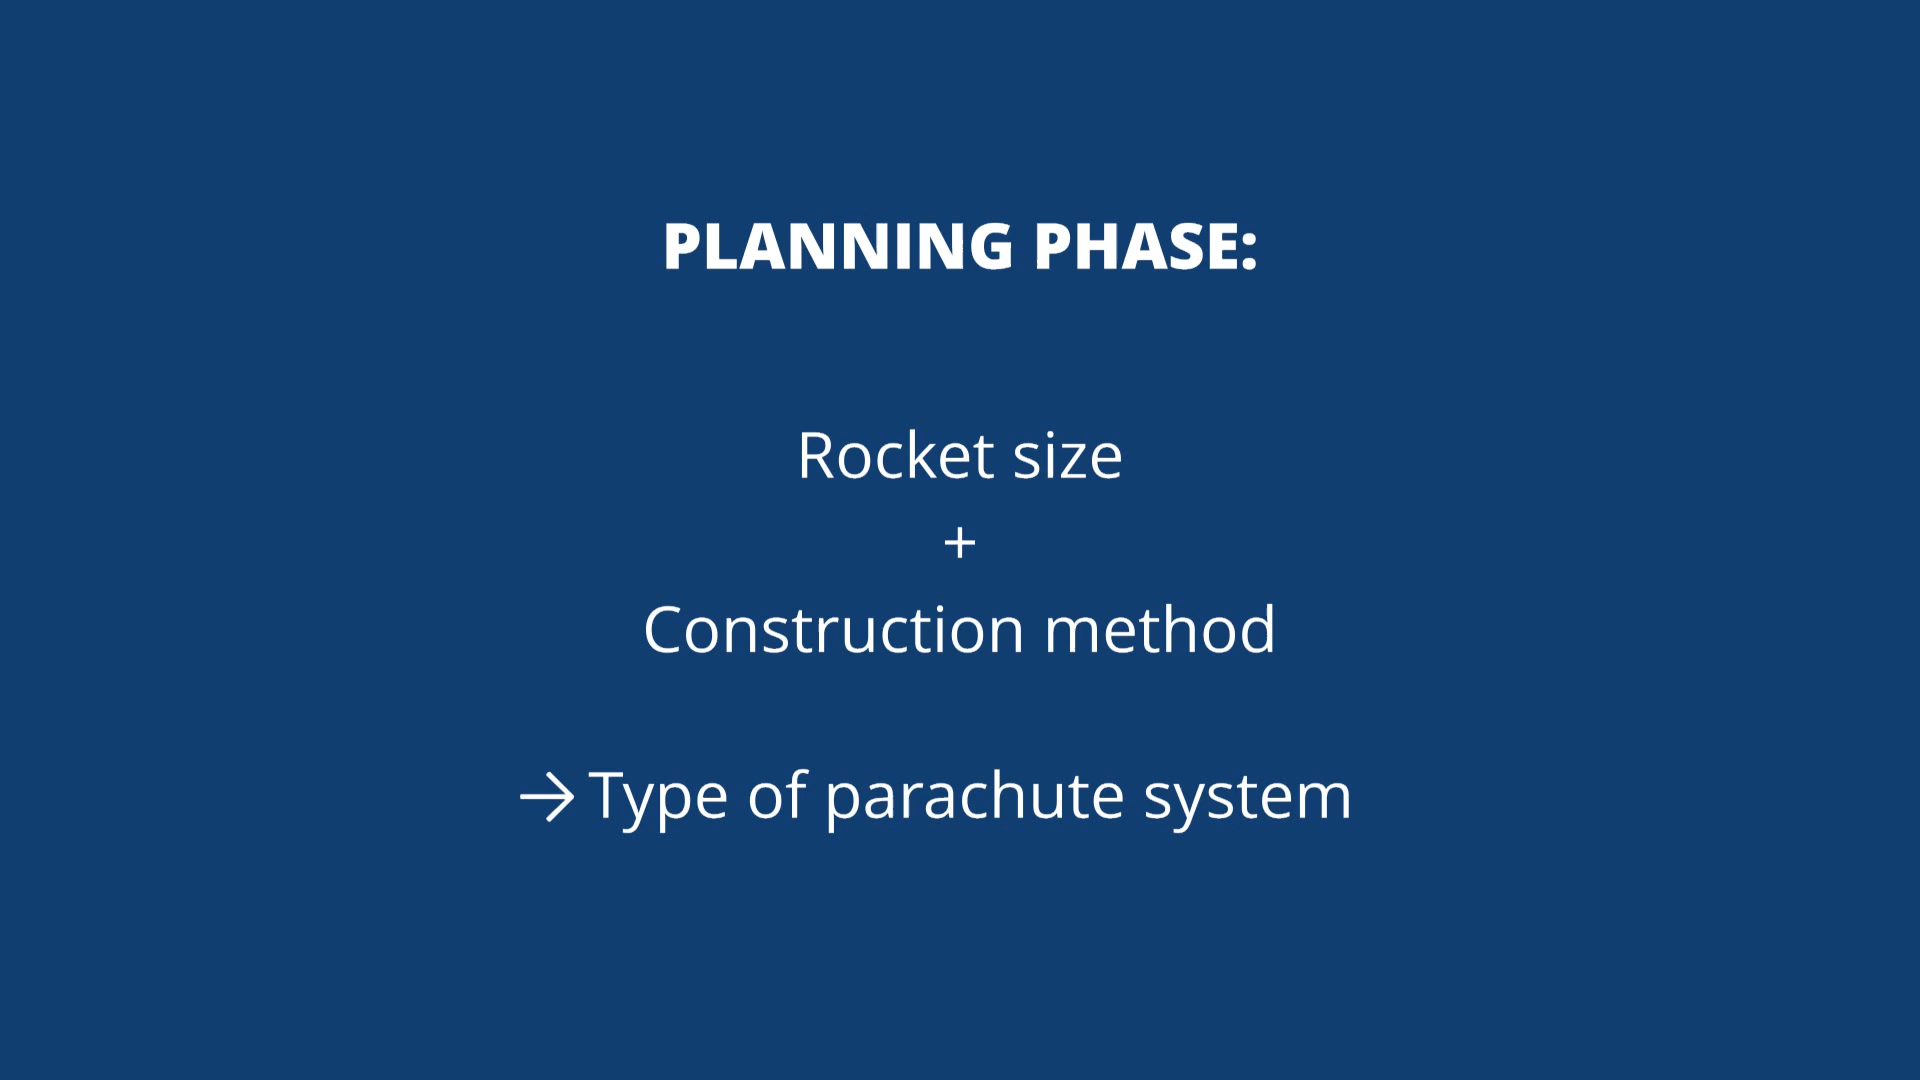 PLANNING PHASE:
Rocket size
+
Construction method
→ Type of parachute system